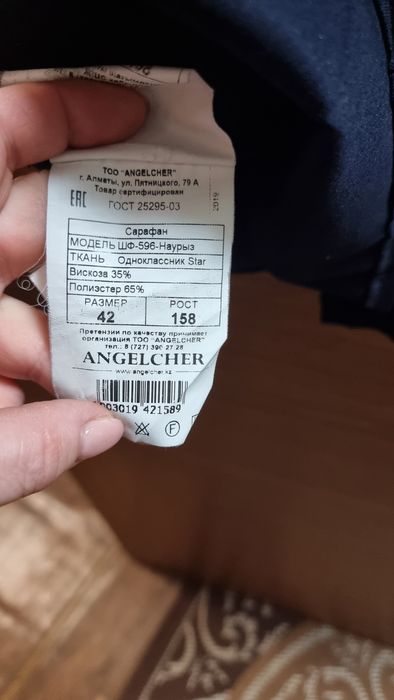 ТОО "ANGELCHER"
г. Алматы, ул. Пятницкого, 79 А
Товар сертифицирован
EAC
ГОСТ 25295-03
2019
Сарафан
МОДЕЛЬ ШФ-596-Наурыз
ТКАНЬ Одноклассник Star
Вискоза 35%
Полиэстер 65%
РАЗМЕР РОСТ
42 158
Претензии по качеству принимает
организация ТОО "ANGELCHER"
тел.: 8 (727) 390 27 28
ANGELCHER
www.angelcher.kz
003019 421589
F